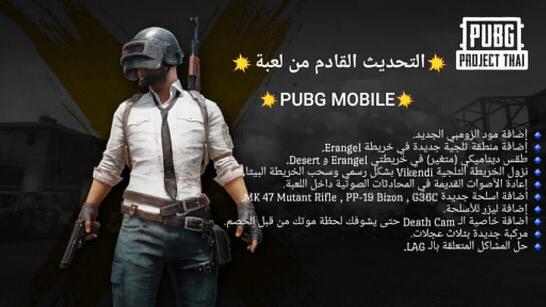 PUBG
PROJECT THAI
التحديث القادم من لعبة
PUBG MOBILE
إضافة مود الزومبي الجديد.
إضافة منطقة ثلجية جديدة في خريطة Erangel.
طقس ديناميكي (متغير) في خريطتي Erangel و Desert.
نزول الخريطة الثلجية Vikendi بشكل رسمي وسحب الخريطة البيتا.
إعادة الأصوات القديمة في المحادثات الصوتية داخل اللعبة.
إضافة اسلحة جديدة MK 47 Mutant Rifle , PP-19 Bizon , G36C.
إضافة ليزر للأسلحة.
أضافة خاصية الـ Death Cam حتى يشوفك لحظة موتك من قبل الخصم.
مركبة جديدة بثلاث عجلات.
حل المشاكل المتعلقة بالـ LAG.